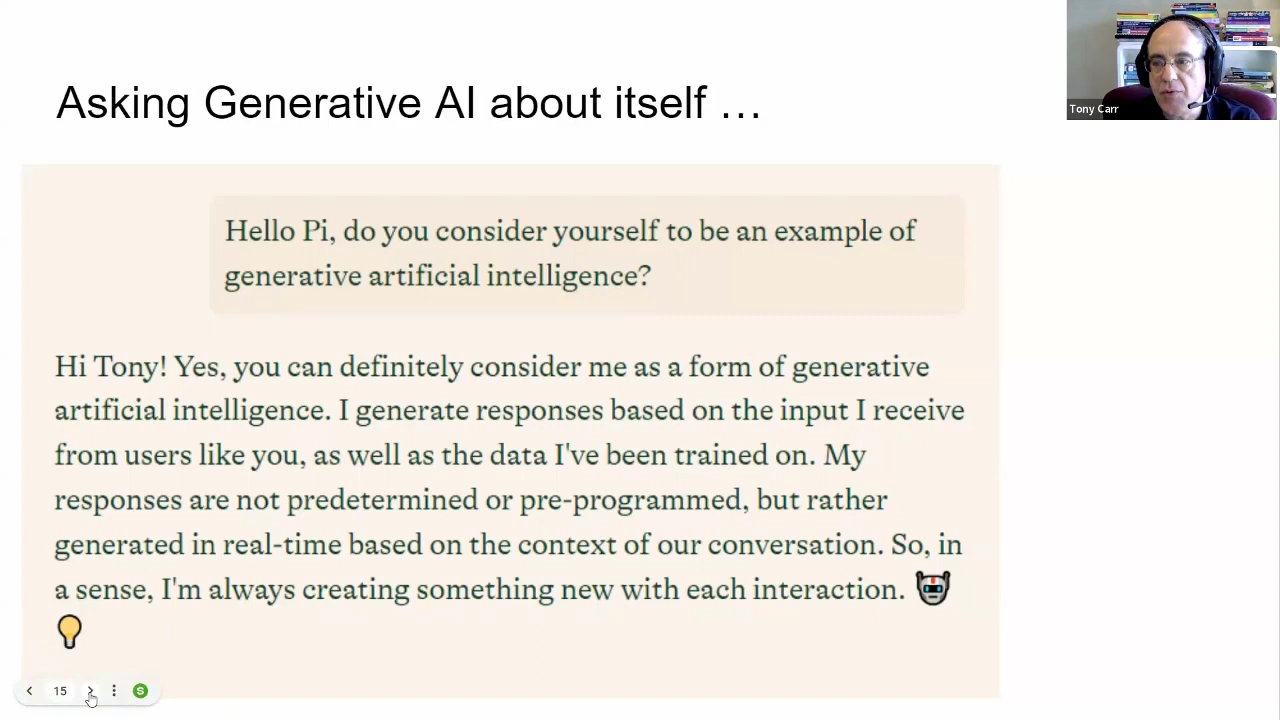 Asking Generative AI about itself …
Tony Carr
Hello Pi, do you consider yourself to be an example of
generative artificial intelligence?
Hi Tony! Yes, you can definitely consider me as a form of generative
artificial intelligence. I generate responses based on the input I receive
from users like you, as well as the data I've been trained on. My
responses are not predetermined or pre-programmed, but rather
generated in real-time based on the context of our conversation. So, in
a sense, I'm always creating something new with each interaction.
15
S